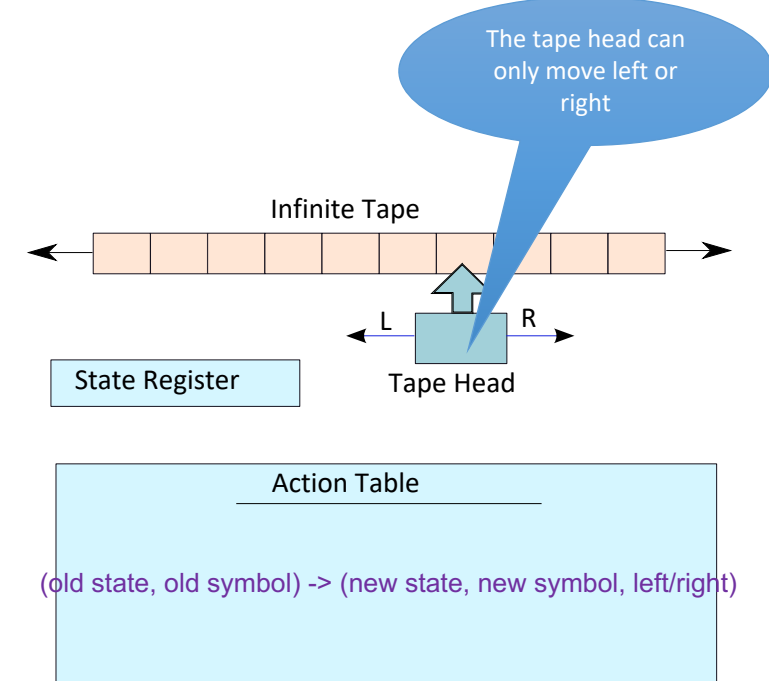 The tape head can
only move left or
right
Infinite Tape
L
R
State Register
Tape Head
Action Table
(old state, old symbol) -> (new state, new symbol, left/right)